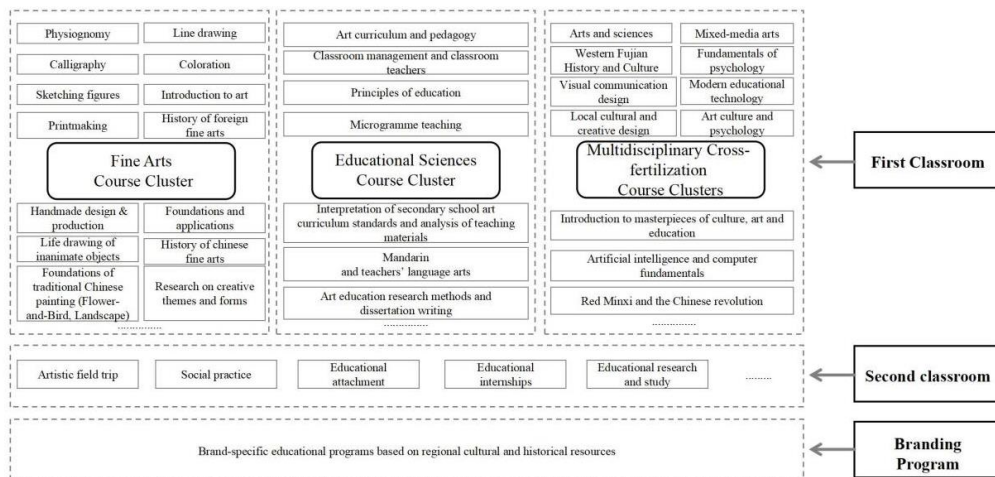 Physiognomy
Line drawing
Calligraphy
Coloration
Sketching figures
Introduction to art
Printmaking
History of foreign
fine arts
Fine Arts
Course Cluster
Handmade design &
production
Foundations and
applications
Life drawing of
inanimate objects
History of chinese
fine arts
Foundations of
traditional Chinese
painting (Flower-
and-Bird, Landscape)
Research on creative
themes and forms
...............
Art curriculum and pedagogy
Classroom management and classroom
teachers
Principles of education
Microgramme teaching
Educational Sciences
Course Cluster
Interpretation of secondary school art
curriculum standards and analysis of teaching
materials
Mandarin
and teachers' language arts
Art education research methods and
dissertation writing
...............
Arts and sciences
Mixed-media arts
Western Fujian
History and Culture
Fundamentals of
psychology
Visual communication
design
Modern educational
technology
Local cultural and
creative design
Art culture and
psychology
Multidisciplinary Cross-
fertilization
Course Clusters
Introduction to masterpieces of culture, art and
education
Artificial intelligence and computer
fundamentals
Red Minxi and the Chinese revolution
...............
First Classroom
Artistic field trip
Social practice
Educational
attachment
Educational
internships
Educational research
and study
.........
Second classroom
Brand-specific educational programs based on regional cultural and historical resources
Branding
Program